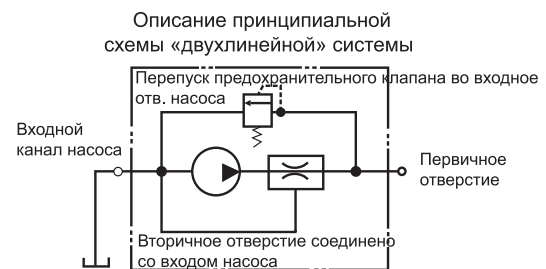 Описание принципиальной
схемы «двухлинейной» системы
Перепуск предохранительного клапана во входное
отв. насоса
Входной
канал насоса
Первичное
отверстие
Вторичное отверстие соединено
со входом насоса